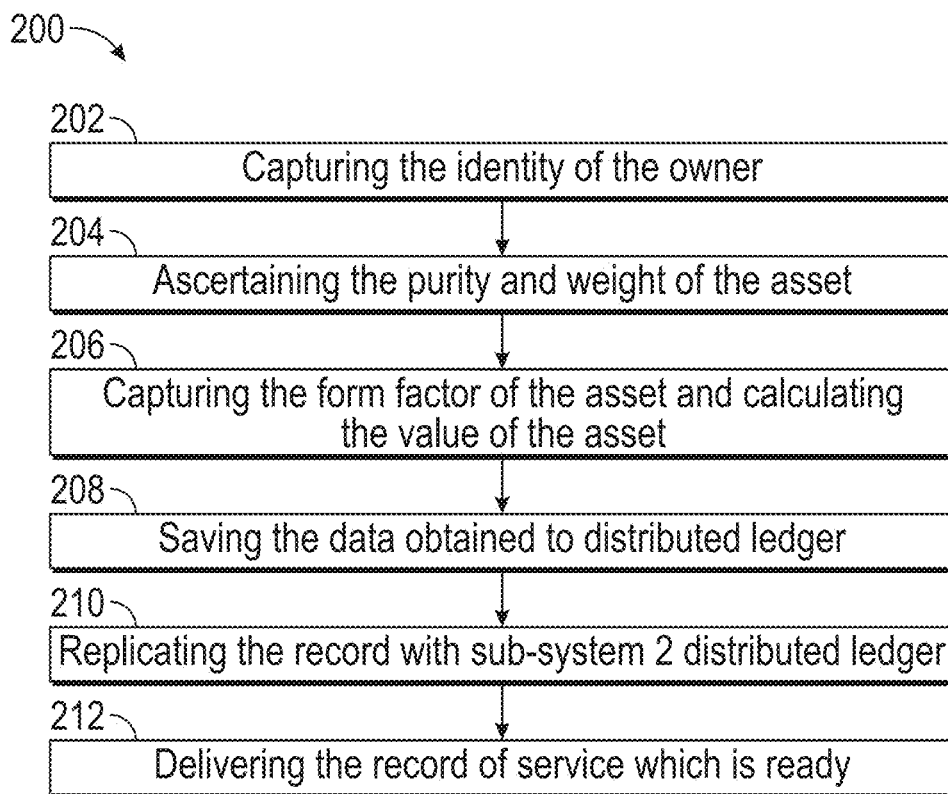 200
202
Capturing the identity of the owner
204
Ascertaining the purity and weight of the asset
206
Capturing the form factor of the asset and calculating
the value of the asset
208
Saving the data obtained to distributed ledger
210
Replicating the record with sub-system 2 distributed ledger
212
Delivering the record of service which is ready